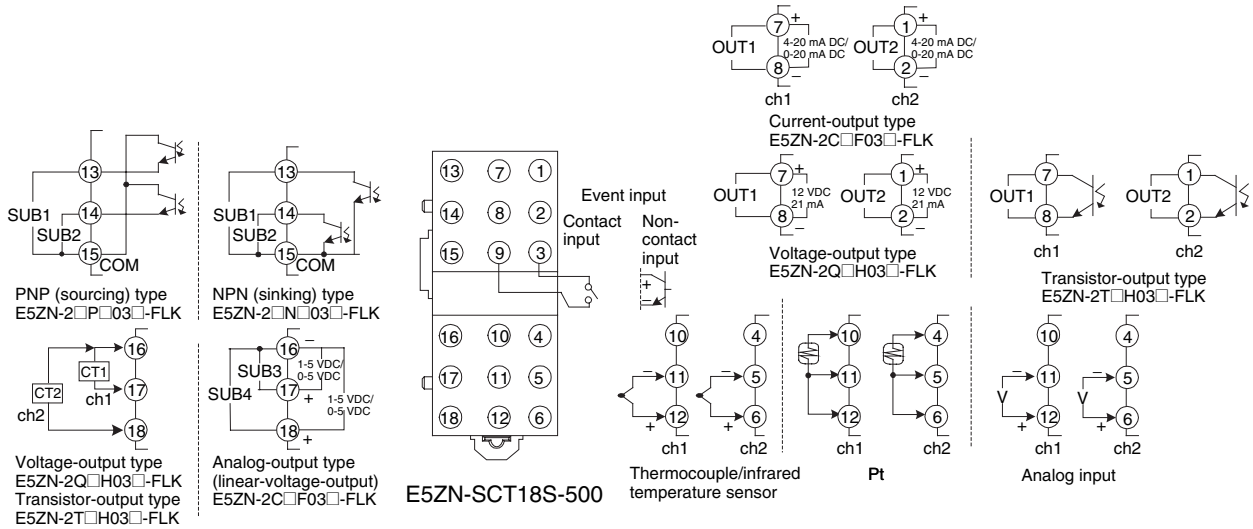 7
+
OUT1
4-20 mA DC/
0-20 mA DC
8
−
ch1
1
+
OUT2
4-20 mA DC/
0-20 mA DC
2
−
ch2
Current-output type
E5ZN-2C□F03□-FLK
13
14
SUB1
SUB2
15
COM
PNP (sourcing) type
E5ZN-2□P□03□-FLK
13
14
SUB1
SUB2
15
COM
NPN (sinking) type
E5ZN-2□N□03□-FLK
13 7 1
14 8 2
15 9 3
16 10 4
17 11 5
18 12 6
E5ZN-SCT18S-500
Event input
Contact
input
Non-
contact
input
+
−
7
+
OUT1
12 VDC
21 mA
8
−
ch1
1
+
OUT2
12 VDC
21 mA
2
−
ch2
Voltage-output type
E5ZN-2Q□H03□-FLK
7
OUT1
8
ch1
1
OUT2
2
ch2
Transistor-output type
E5ZN-2T□H03□-FLK
16
CT1
CT2
17
ch1
ch2
18
Voltage-output type
E5ZN-2Q□H03□-FLK
Transistor-output type
E5ZN-2T□H03□-FLK
16
−
SUB3
1-5 VDC/
0-5 VDC
SUB4
17
+
1-5 VDC/
0-5 VDC
18
+
Analog-output type
(linear-voltage-output)
E5ZN-2C□F03□-FLK
10
−
11
+
12
ch1
4
−
5
+
6
ch2
Thermocouple/infrared
temperature sensor
10
11
12
ch1
4
5
6
ch2
Pt
10
−
11
V
+
12
ch1
4
−
5
V
+
6
ch2
Analog input